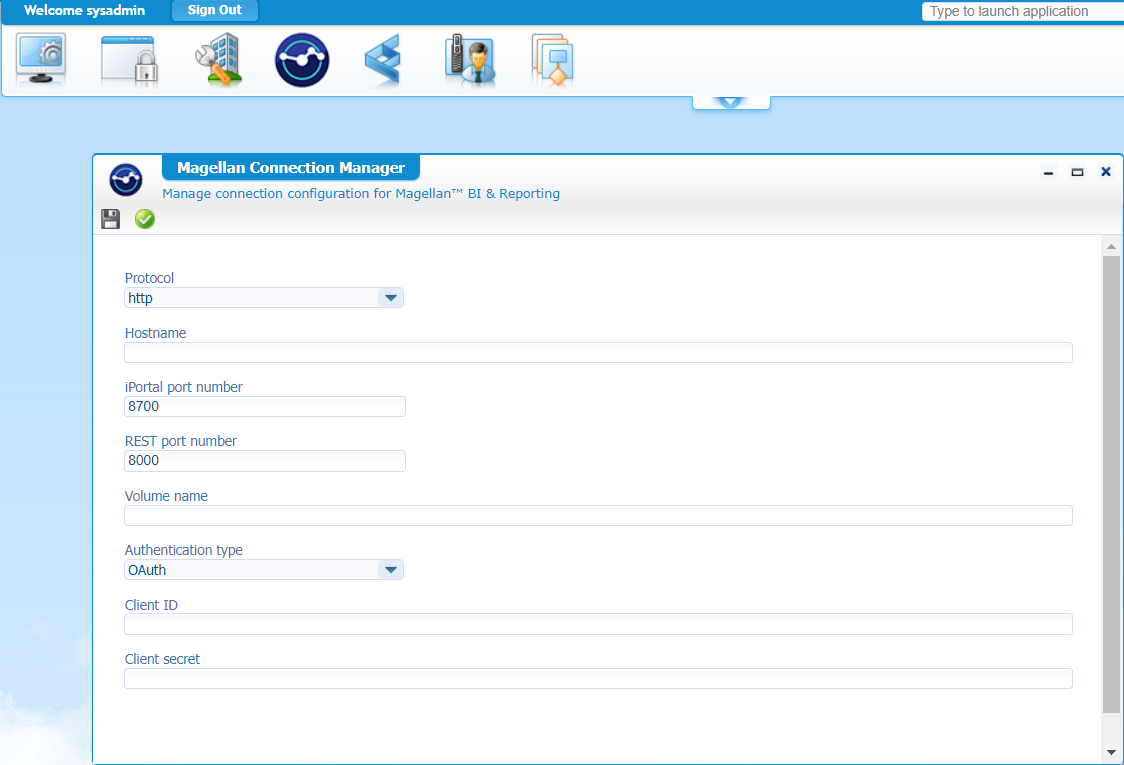 Welcome sysadmin
Sign Out
Type to launch application
Magellan Connection Manager
Manage connection configuration for Magellan™ BI & Reporting
Protocol
http
Hostname
iPortal port number
8700
REST port number
8000
Volume name
Authentication type
OAuth
Client ID
Client secret